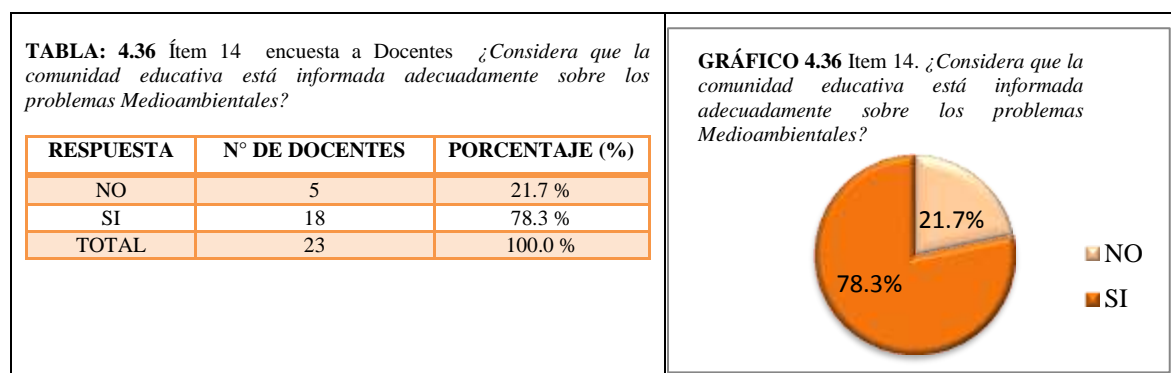 TABLA: 4.36 Ítem 14 encuesta a Docentes ¿Considera que la
comunidad educativa está informada adecuadamente sobre los
problemas Medioambientales?
RESPUESTA N° DE DOCENTES PORCENTAJE (%)
NO 5 21.7 %
SI 18 78.3 %
TOTAL 23 100.0 %
GRÁFICO 4.36 Item 14. ¿Considera que la
comunidad educativa está informada
adecuadamente sobre los problemas
Medioambientales?
21.7%
78.3%
NO
SI